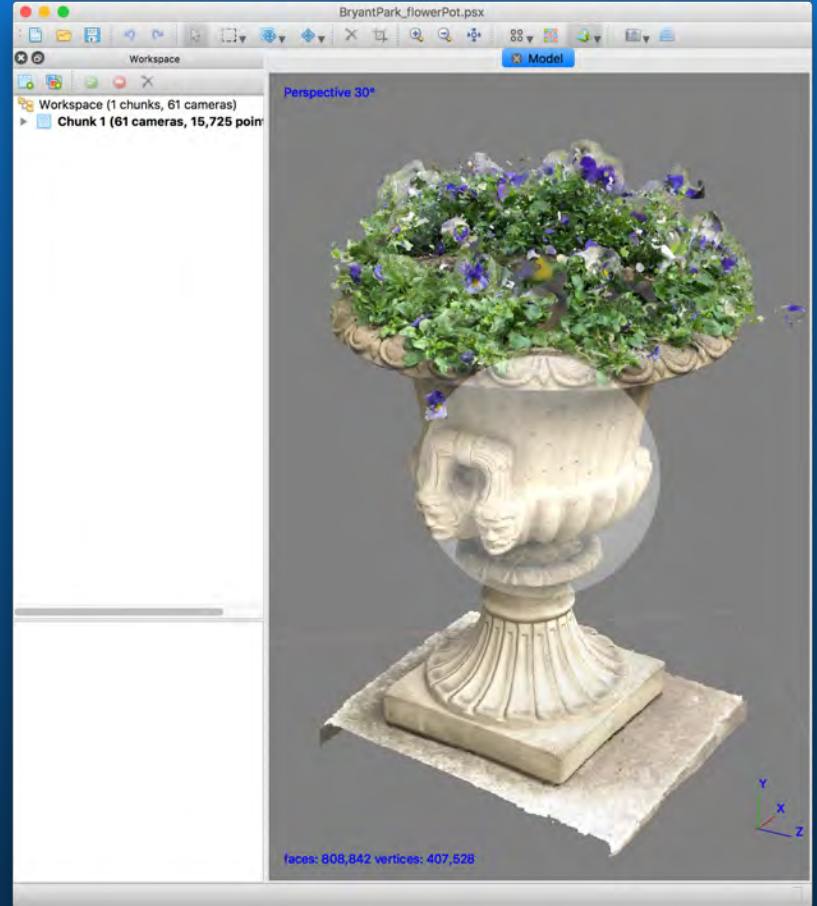 BryantPark_flowerPot.psx
Workspace
Model
Workspace (1 chunks, 61 cameras)
Chunk 1 (61 cameras, 15,725 poin
Perspective 30°
Y
X
Z
faces: 808,842 vertices: 407,528